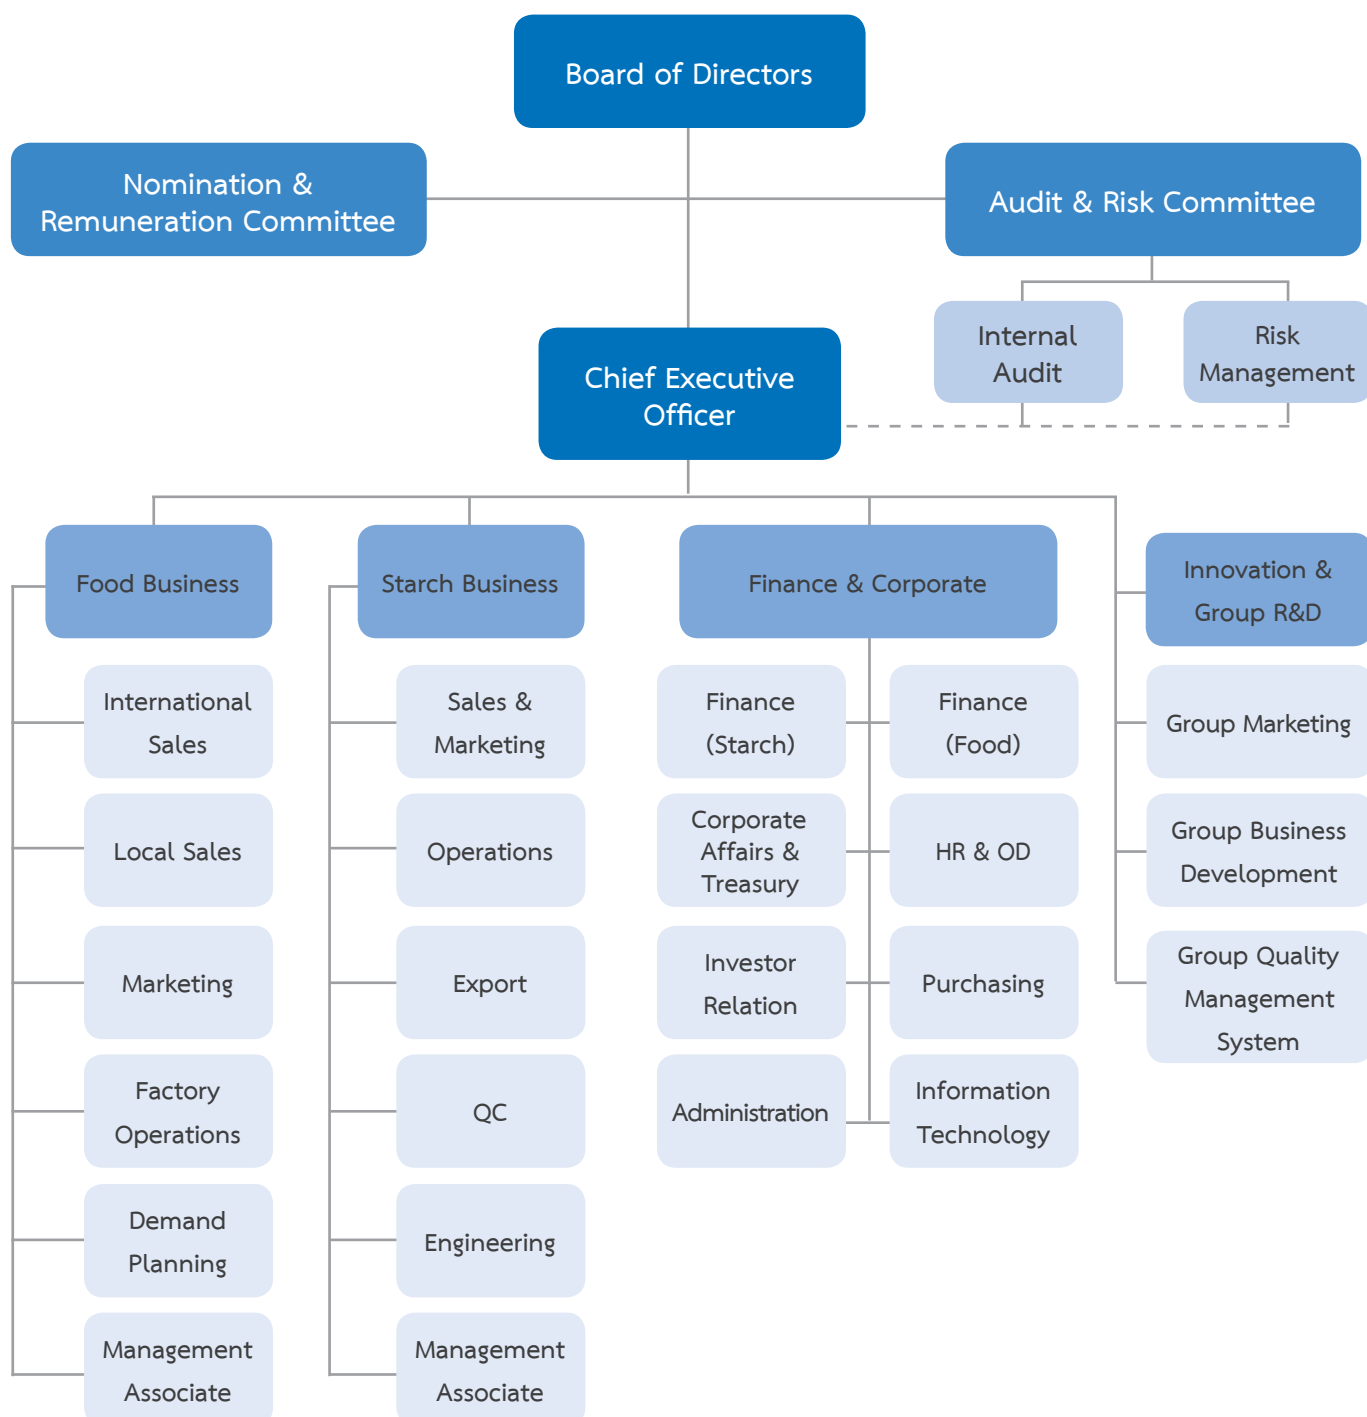 Board of Directors
Nomination &
Remuneration Committee
Audit & Risk Committee
Internal
Audit
Risk
Management
Chief Executive
Officer
Food Business
Starch Business
Finance & Corporate
Innovation &
Group R&D
International
Sales
Local Sales
Marketing
Factory
Operations
Demand
Planning
Management
Associate
Sales &
Marketing
Operations
Export
QC
Engineering
Management
Associate
Finance
(Starch)
Corporate
Affairs &
Treasury
Investor
Relation
Administration
Finance
(Food)
HR & OD
Purchasing
Information
Technology
Group Marketing
Group Business
Development
Group Quality
Management
System